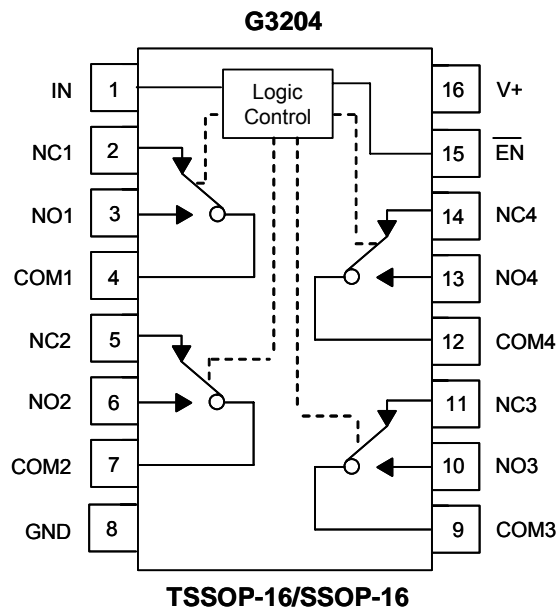 G3204
IN 1
NC1 2
NO1 3
COM1 4
NC2 5
NO2 6
COM2 7
GND 8
Logic
Control
16 V+
15 E̅N̅
14 NC4
13 NO4
12 COM4
11 NC3
10 NO3
9 COM3
TSSOP-16/SSOP-16